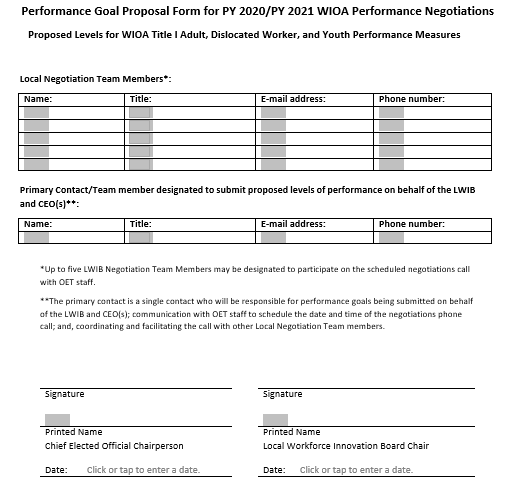 Performance Goal Proposal Form for PY 2020/PY 2021 WIOA Performance Negotiations
Proposed Levels for WIOA Title I Adult, Dislocated Worker, and Youth Performance Measures
Local Negotiation Team Members*:
Name: Title: E-mail address: Phone number:
Primary Contact/Team member designated to submit proposed levels of performance on behalf of the LWIB
and CEO(s)**:
Name: Title: E-mail address: Phone number:
*Up to five LWIB Negotiation Team Members may be designated to participate on the scheduled negotiations call
with OET staff.
**The primary contact is a single contact who will be responsible for performance goals being submitted on behalf
of the LWIB and CEO(s); communication with OET staff to schedule the date and time of the negotiations phone
call; and, coordinating and facilitating the call with other Local Negotiation Team members.
Signature Signature
Printed Name Printed Name
Chief Elected Official Chairperson Local Workforce Innovation Board Chair
Date: Click or tap to enter a date. Date: Click or tap to enter a date.